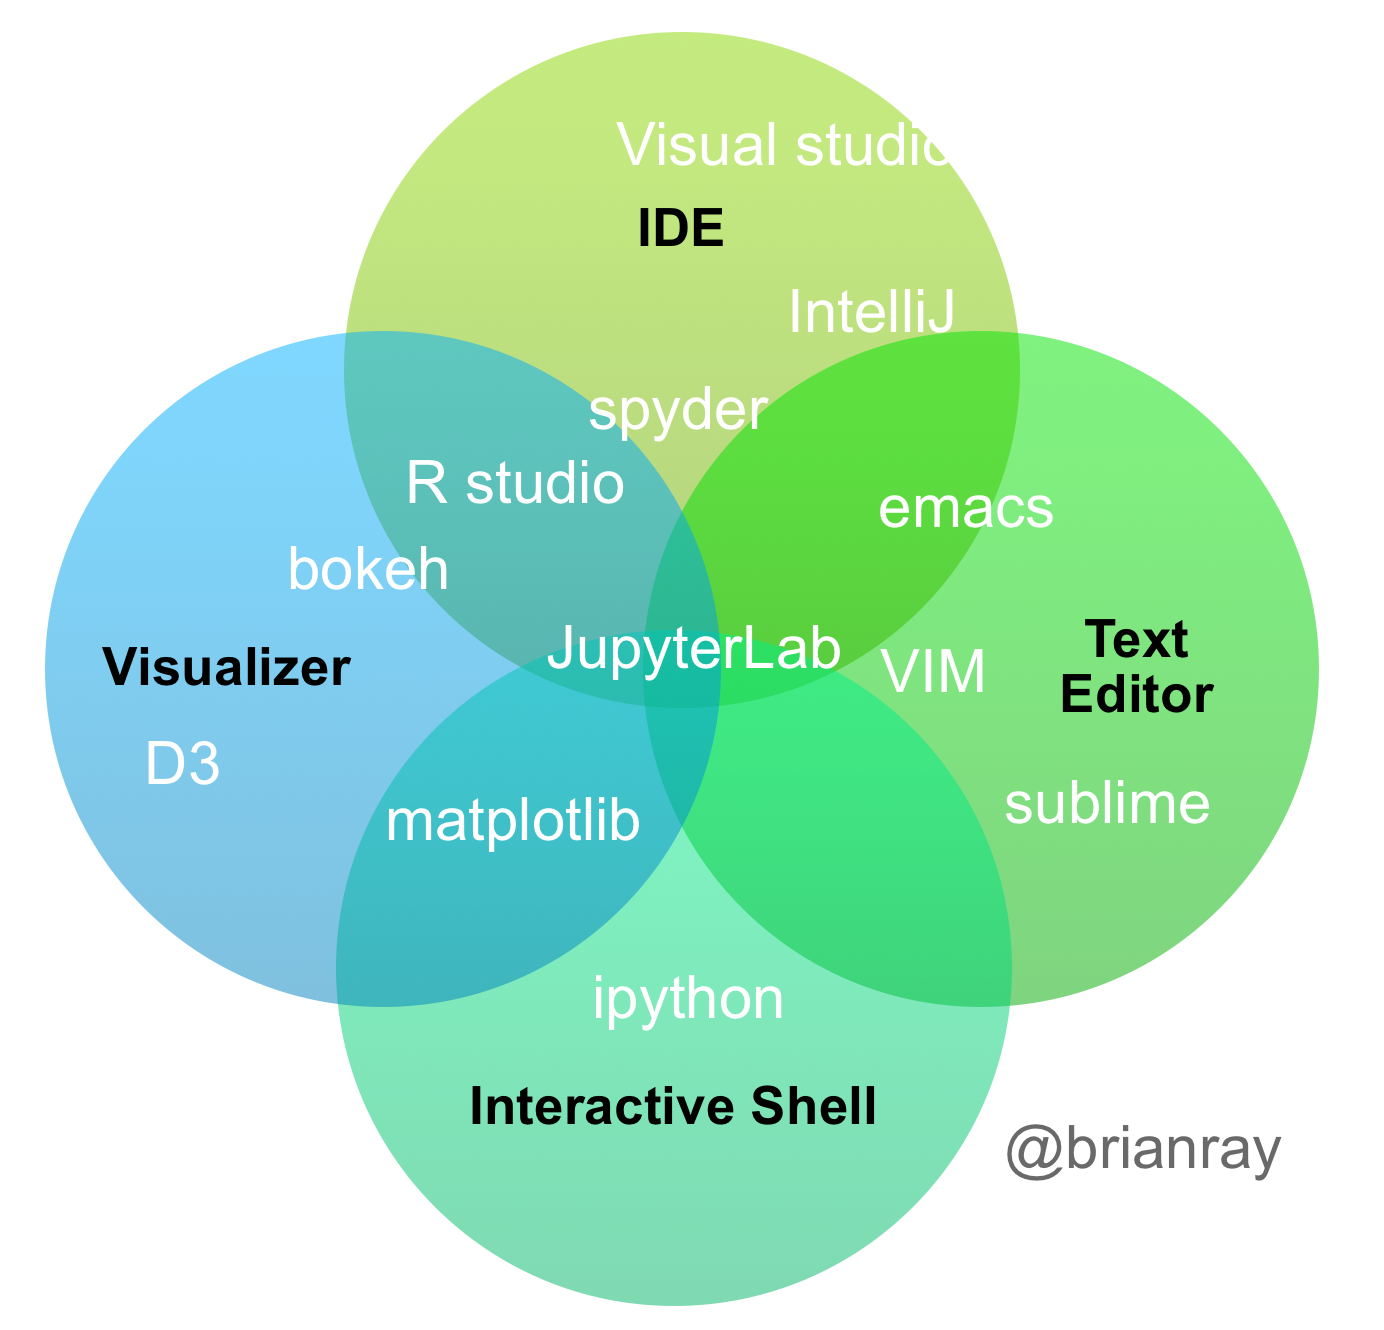 Visual studio
IDE
IntelliJ
spyder
R studio
emacs
bokeh
JupyterLab
VIM
Text
Editor
Visualizer
D3
sublime
matplotlib
ipython
Interactive Shell
@brianray